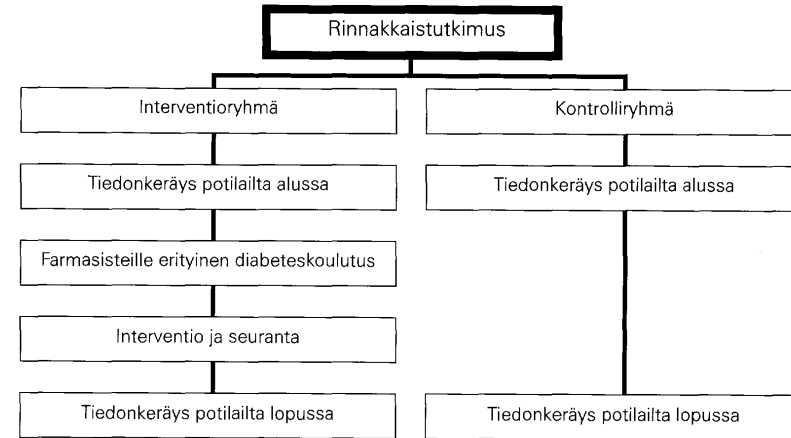 Rinnakkaistutkimus
Interventioryhmä
Kontrolliryhmä
Tiedonkeräys potilailta alussa
Tiedonkeräys potilailta alussa
Farmasisteille erityinen diabeteskoulutus
Interventio ja seuranta
Tiedonkeräys potilailta lopussa
Tiedonkeräys potilailta lopussa